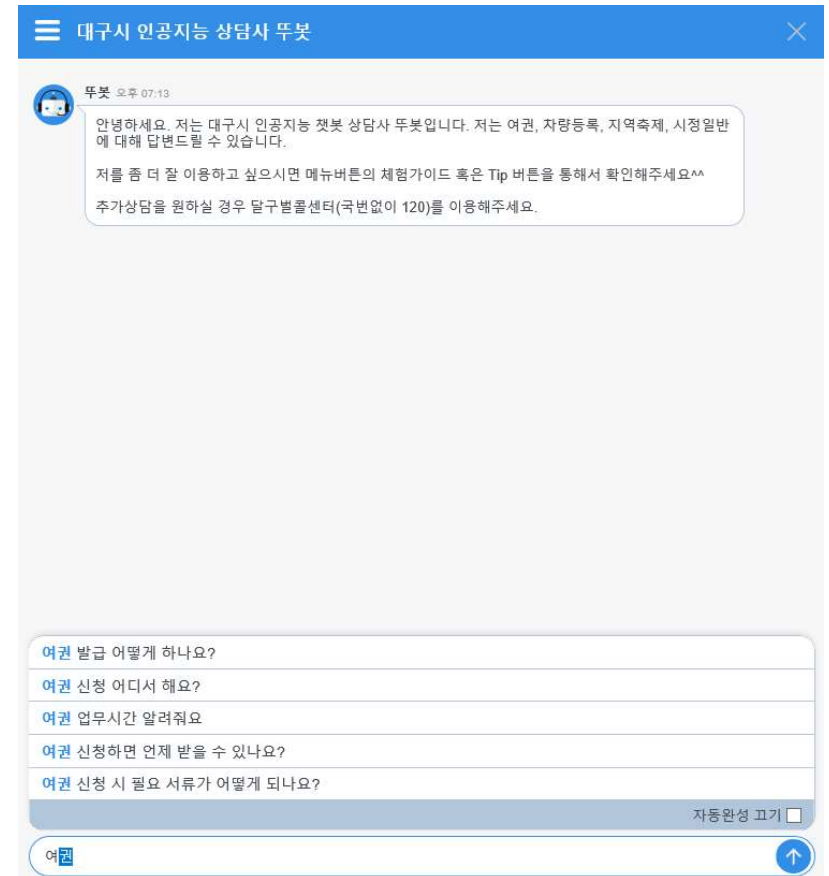 대구시 인공지능 상담사 뚜봇
뚜봇 오후 07:13
안녕하세요. 저는 대구시 인공지능 챗봇 상담사 뚜봇입니다. 저는 여권, 차량등록, 지역축제, 시정일반
에 대해 답변드릴 수 있습니다.
저를 좀 더 잘 이용하고 싶으시면 메뉴버튼의 체험가이드 혹은 Tip 버튼을 통해서 확인해주세요^^
추가상담을 원하실 경우 달구벌콜센터(국번없이 120)를 이용해주세요.
여권 발급 어떻게 하나요?
여권 신청 어디서 해요?
여권 업무시간 알려줘요
여권 신청하면 언제 받을 수 있나요?
여권 신청 시 필요 서류가 어떻게 되나요?
자동완성 끄기
여권